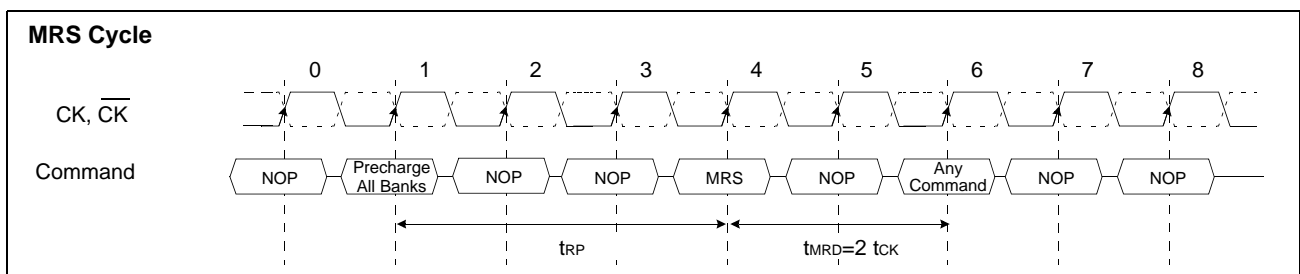 MRS Cycle
0 1 2 3 4 5 6 7 8
CK, C̅K̅
Command
NOP
Precharge
All Banks
NOP
NOP
MRS
NOP
Any
Command
NOP
NOP
tRP
tMRD=2 tCK